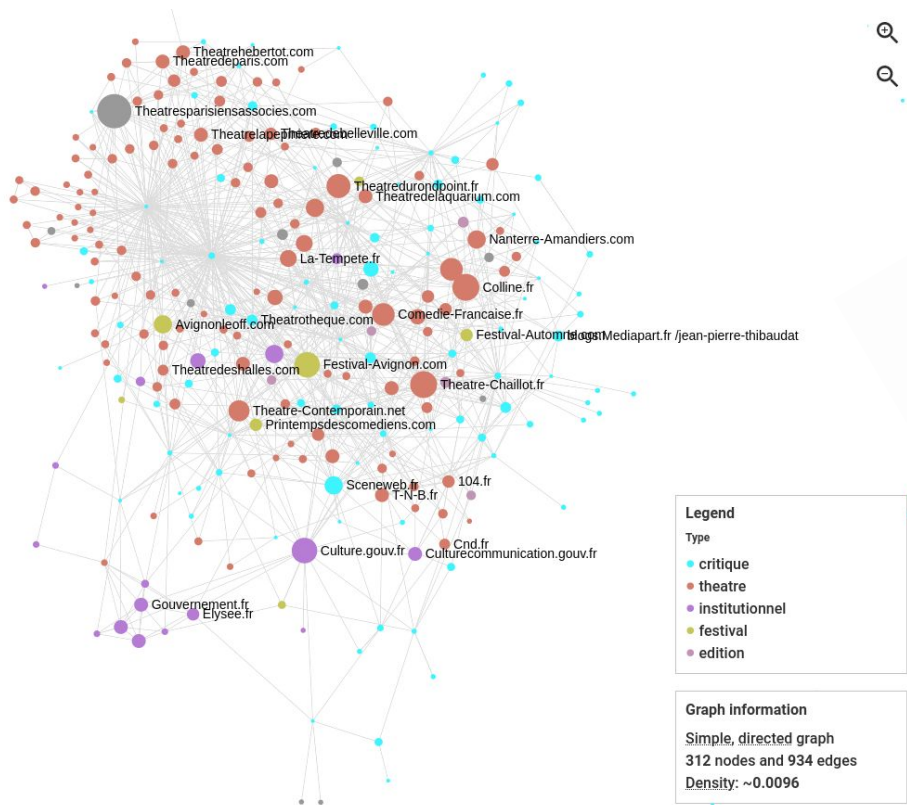 Theatrehebertot.com
Theatredeparis.com
Theatresparisiensassocies.com
Theatredebelleville.com
Theatredurondpoint.fr
Theatredelaquarium.com
Nanterre-Amandiers.com
La-Tempete.fr
Colline.fr
Comedie-Francaise.fr
Theatrotheque.com
Avignonleoff.com
blogs.Mediapart.fr /jean-pierre-thibaudat
Festival-Avignon.com
Theatredeshalles.com
Theatre-Chaillot.fr
Theatre-Contemporain.net
Printempsdescomediens.com
Sceneweb.fr
104.fr
T-N-B.fr
Cnd.fr
Culture.gouv.fr
Culturecommunication.gouv.fr
Gouvernement.fr
Elysee.fr
Legend
Type
critique
theatre
institutionnel
festival
edition
Graph information
Simple, directed graph
312 nodes and 934 edges
Density: ~0.0096